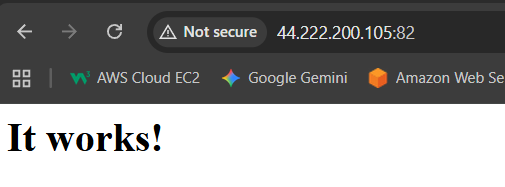 Not secure 44.222.200.105:82
AWS Cloud EC2 Google Gemini Amazon Web Se
It works!